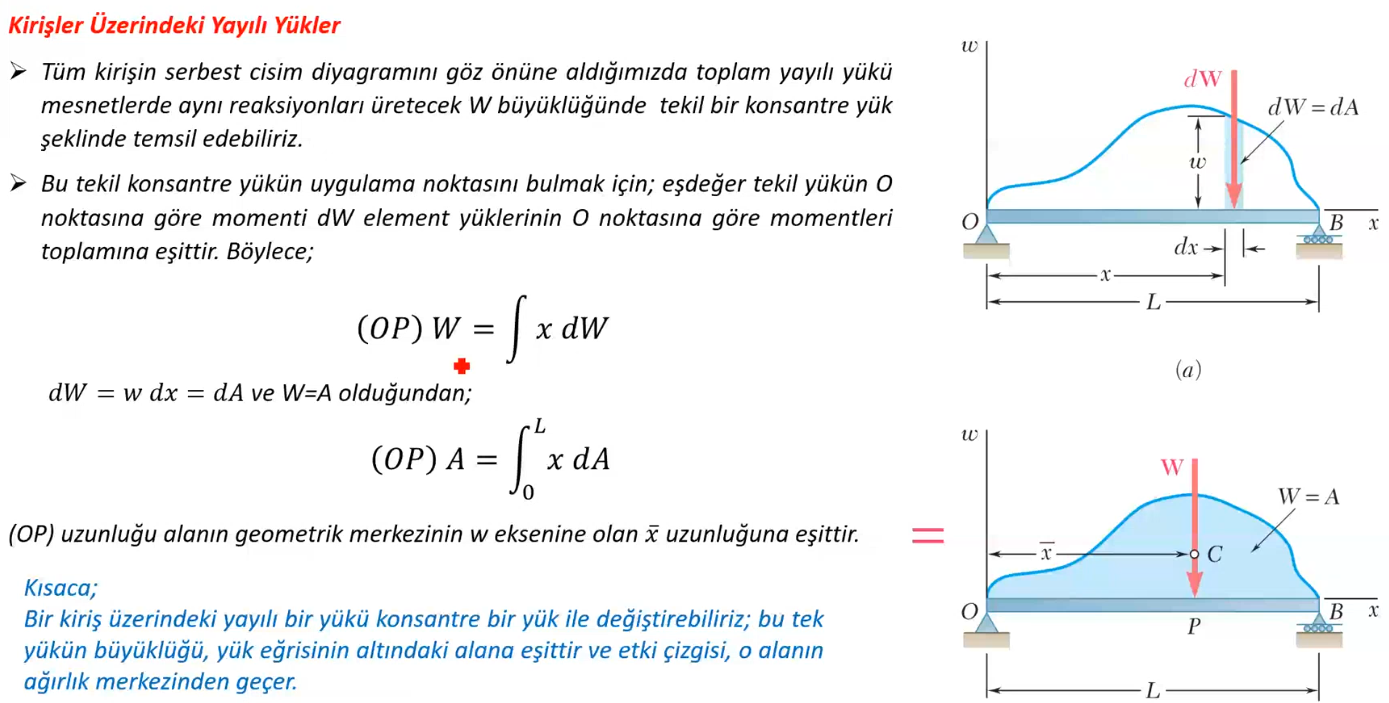 Kirişler Üzerindeki Yayılı Yükler
➢ Tüm kirişin serbest cisim diyagramını göz önüne aldığımızda toplam yayılı yükü
mesnetlerde aynı reaksiyonları üretecek W büyüklüğünde tekil bir konsantre yük
şeklinde temsil edebiliriz.
➢ Bu tekil konsantre yükün uygulama noktasını bulmak için; eşdeğer tekil yükün O
noktasına göre momenti dW element yüklerinin O noktasına göre momentleri
toplamına eşittir. Böylece;
(OP) W = ∫ x dW
dW = w dx = dA ve W=A olduğundan;
(OP) A = ∫₀ᴸ x dA
(OP) uzunluğu alanın geometrik merkezinin w eksenine olan x̄ uzunluğuna eşittir.
Kısaca;
Bir kiriş üzerindeki yayılı bir yükü konsantre bir yük ile değiştirebiliriz; bu tek
yükün büyüklüğü, yük eğrisinin altındaki alana eşittir ve etki çizgisi, o alanın
ağırlık merkezinden geçer.
w
dW
dW = dA
w
O
B
x
dx
x
L
(a)
w
W
W = A
=
x̄
C
O
B
x
P
L